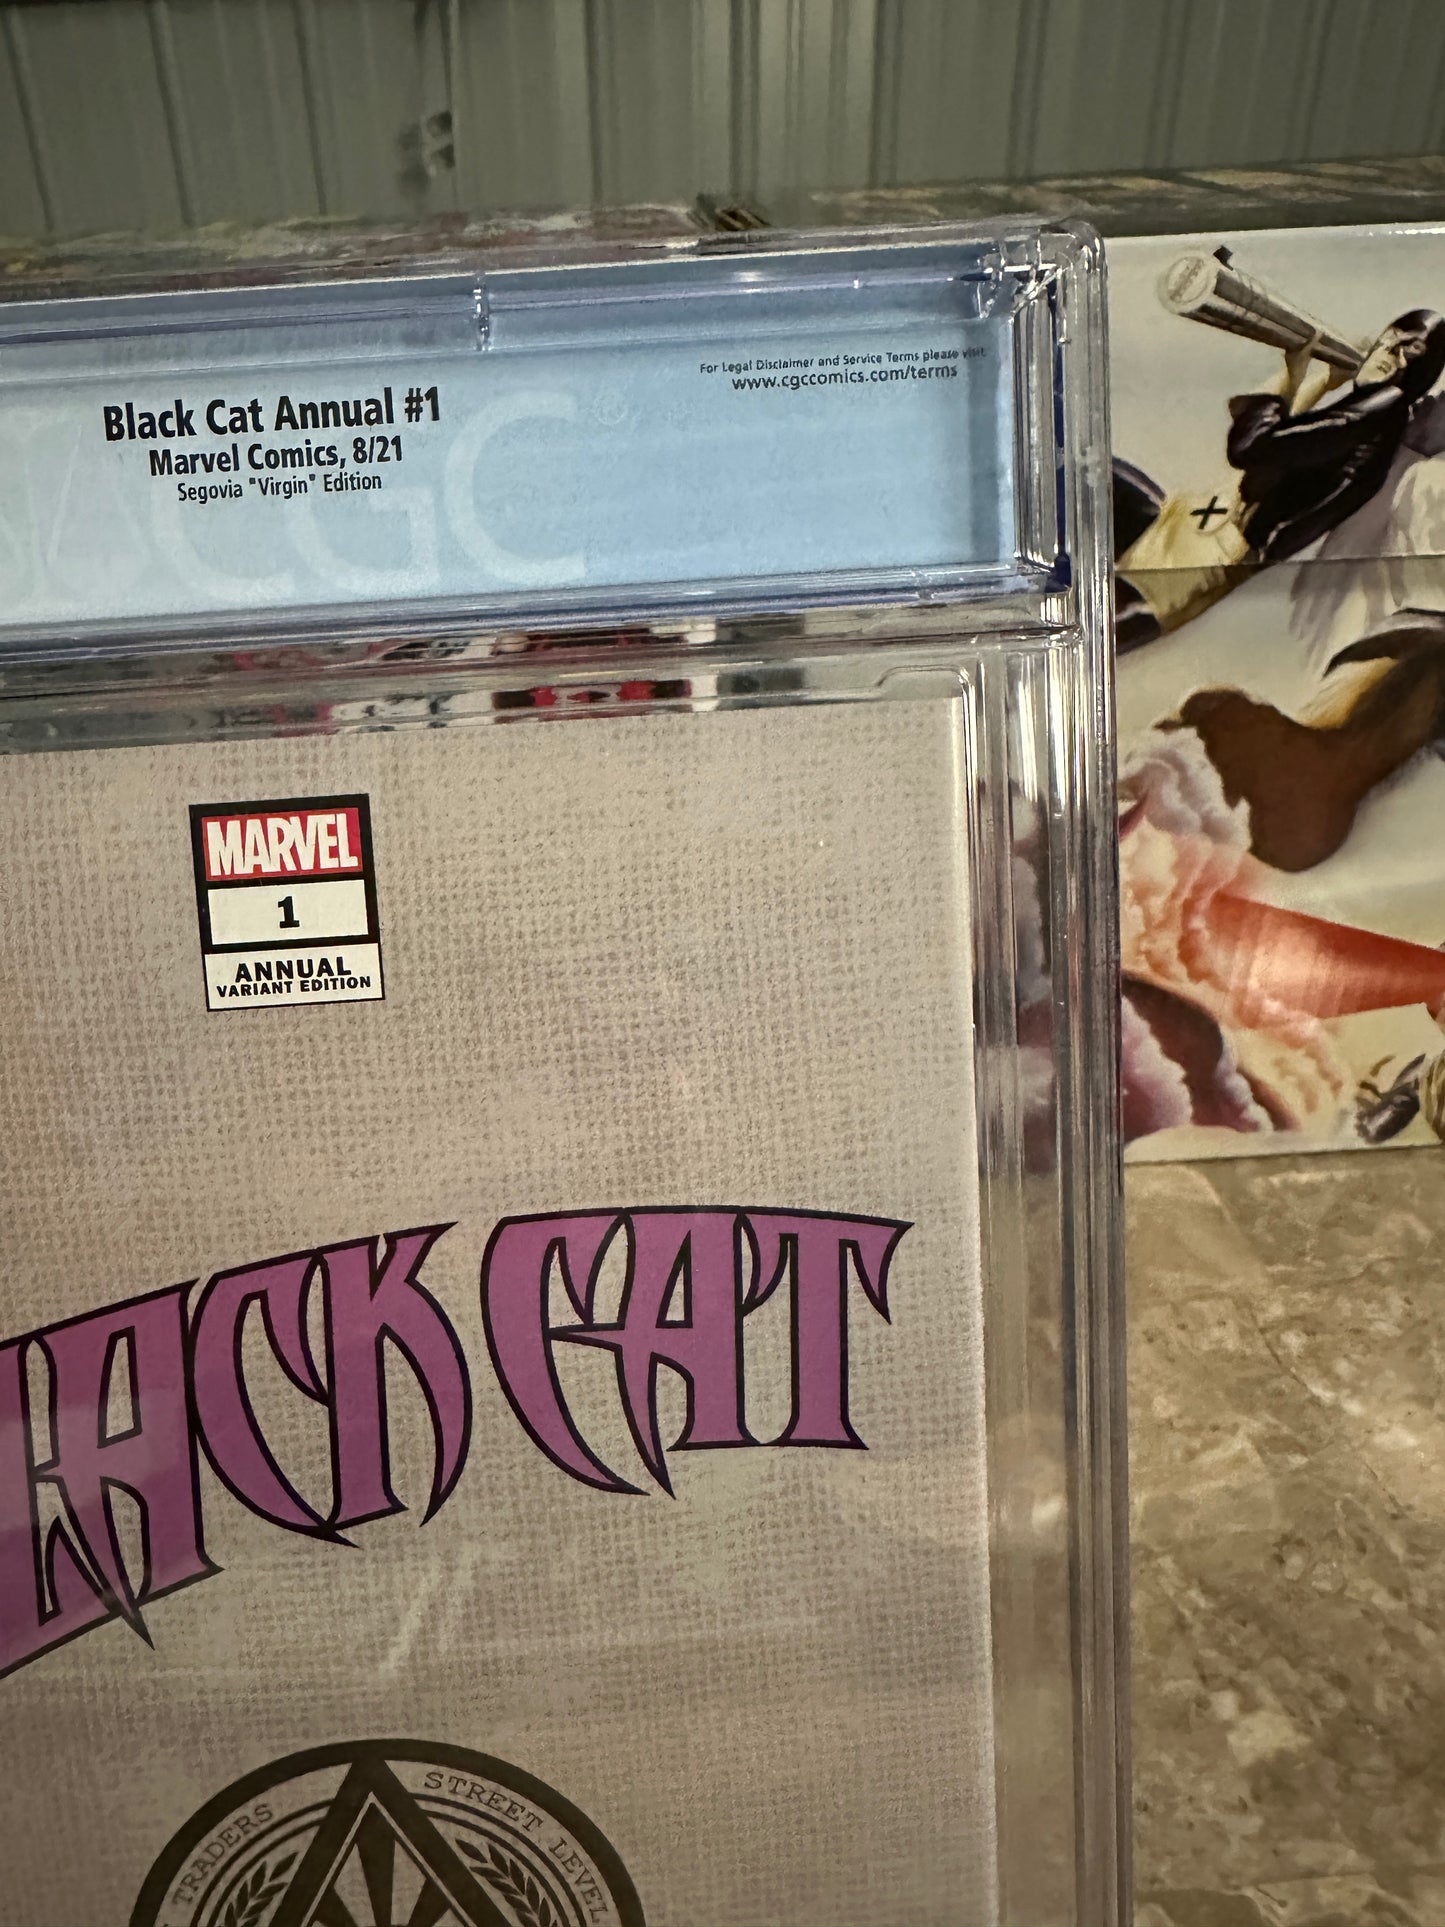 For Legal Disclaimer and Service Terms please visit
www.cgccomics.com/terms
Black Cat Annual #1
Marvel Comics, 8/21
Segovia "Virgin" Edition
CGC
MARVEL
1
ANNUAL
VARIANT EDITION
LACK CAT
TRADERS STREET LEVEL